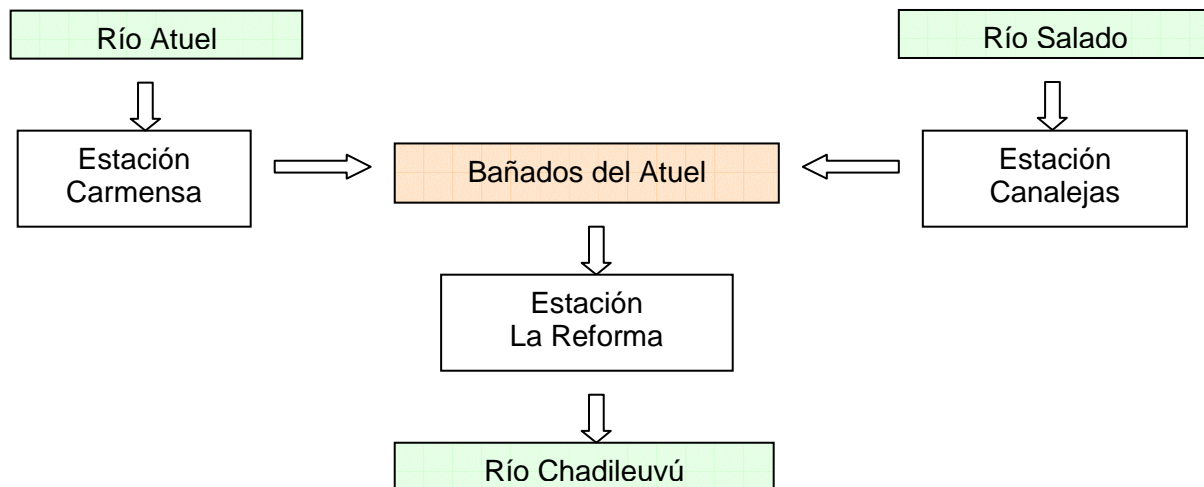 Río Atuel
Río Salado
Estación
Carmensa
Bañados del Atuel
Estación
Canalejas
Estación
La Reforma
Río Chadileuvú